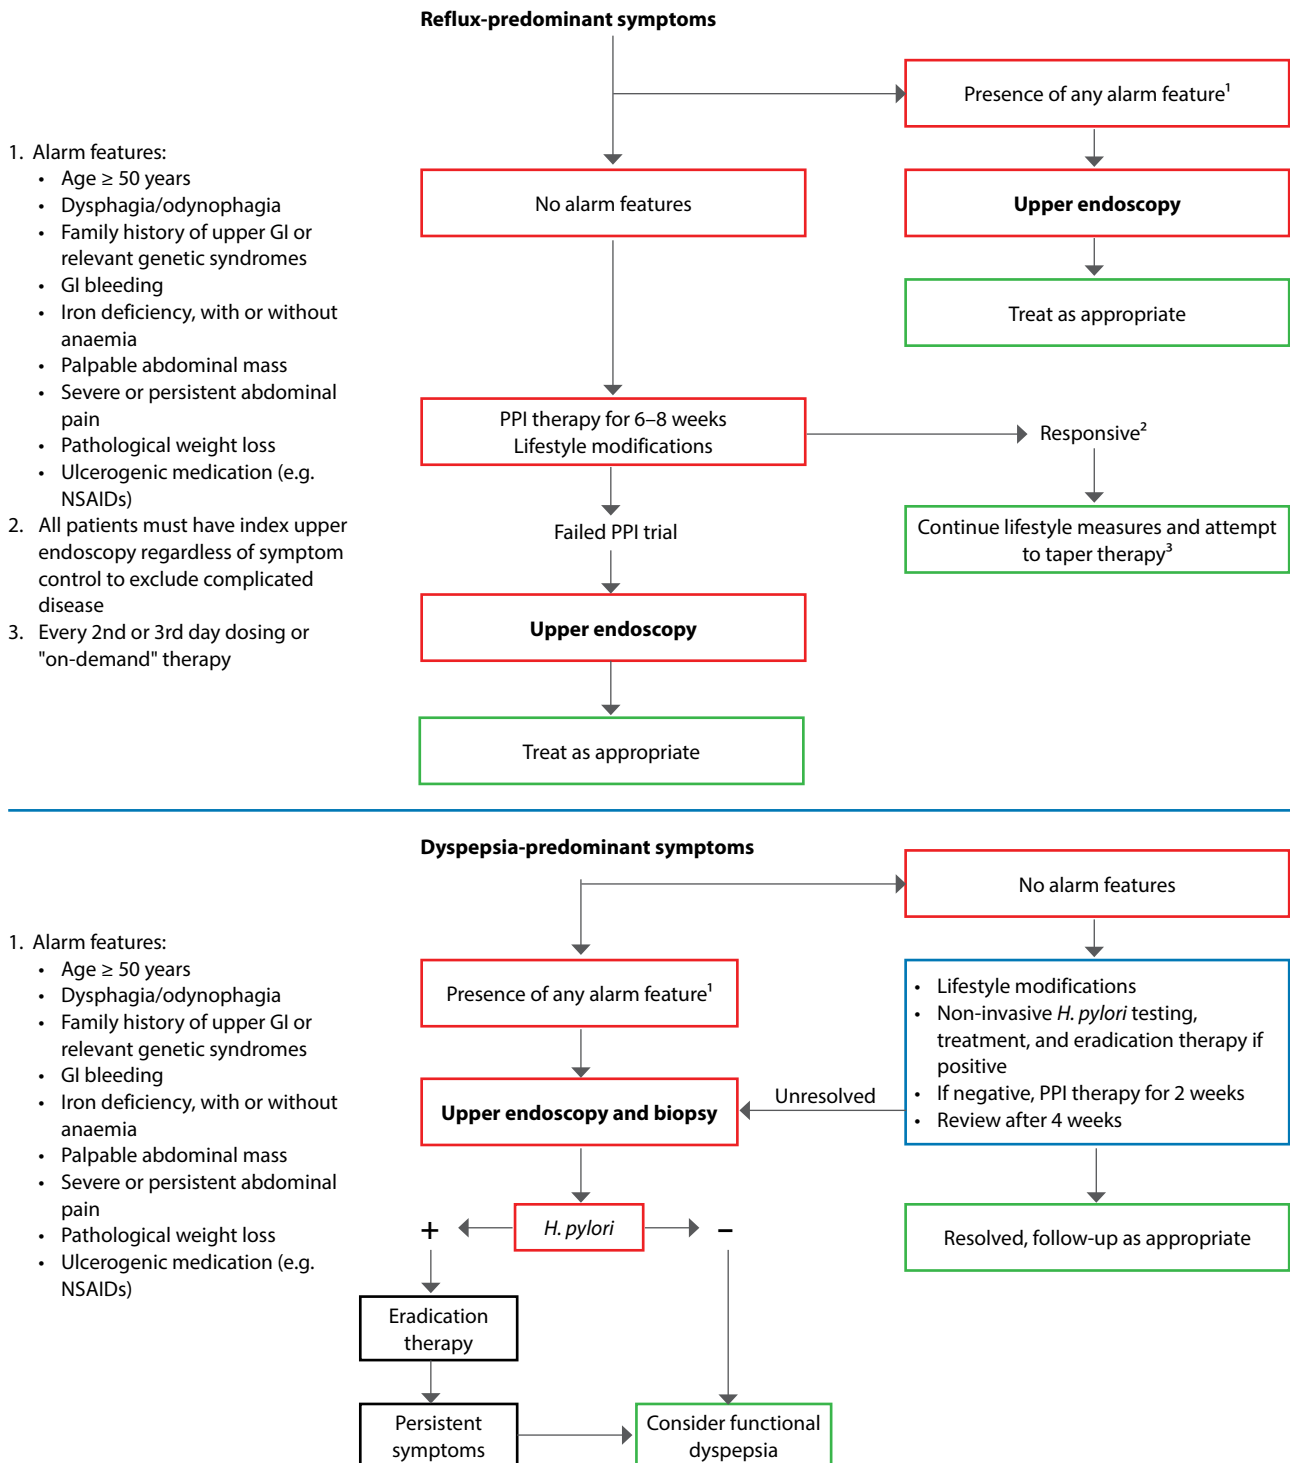 Reflux-predominant symptoms
Presence of any alarm feature¹
1. Alarm features:
• Age ≥ 50 years
• Dysphagia/odynophagia
• Family history of upper GI or
relevant genetic syndromes
• GI bleeding
• Iron deficiency, with or without
anaemia
• Palpable abdominal mass
• Severe or persistent abdominal
pain
• Pathological weight loss
• Ulcerogenic medication (e.g.
NSAIDs)
2. All patients must have index upper
endoscopy regardless of symptom
control to exclude complicated
disease
3. Every 2nd or 3rd day dosing or
"on-demand" therapy
No alarm features
Upper endoscopy
Treat as appropriate
PPI therapy for 6–8 weeks
Lifestyle modifications
Responsive²
Continue lifestyle measures and attempt
to taper therapy³
Failed PPI trial
Upper endoscopy
Treat as appropriate
Dyspepsia-predominant symptoms
No alarm features
1. Alarm features:
• Age ≥ 50 years
• Dysphagia/odynophagia
• Family history of upper GI or
relevant genetic syndromes
• GI bleeding
• Iron deficiency, with or without
anaemia
• Palpable abdominal mass
• Severe or persistent abdominal
pain
• Pathological weight loss
• Ulcerogenic medication (e.g.
NSAIDs)
Presence of any alarm feature¹
• Lifestyle modifications
• Non-invasive H. pylori testing,
treatment, and eradication therapy if
positive
• If negative, PPI therapy for 2 weeks
• Review after 4 weeks
Unresolved
Upper endoscopy and biopsy
Resolved, follow-up as appropriate
+
H. pylori
–
Eradication
therapy
Persistent
symptoms
Consider functional
dyspepsia